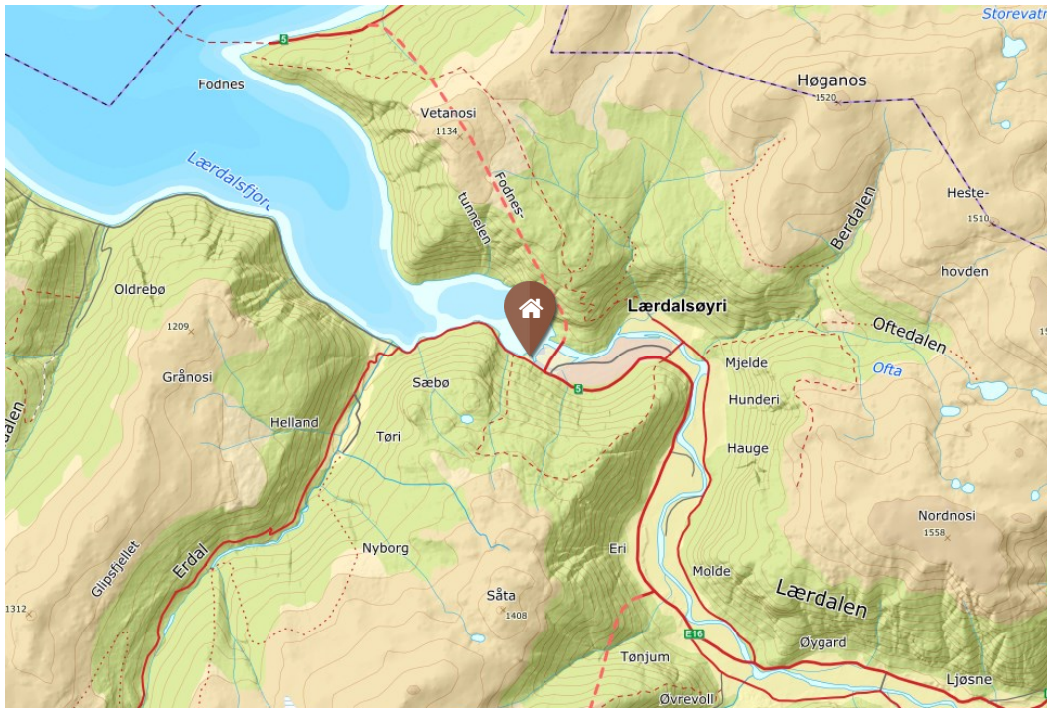 Storevatn
5
Fodnes
Høganos
1520
Vetanosi
1134
Lærdalsfjord
Fodnes-
tunnelen
Berdalen
Heste-
1510
hovden
Oldrebø
1209
Lærdalsøyri
Oftedalen
Ofta
Mjelde
Grånosi
Sæbø
5
Hunderi
Helland
Tøri
Hauge
Nordnosi
1558
Erdal
Glipsfjellet
Nyborg
Eri
Molde
Såta
1408
1312
Lærdalen
E16
Øygard
Tønjum
Ljøsne
Øvrevoll